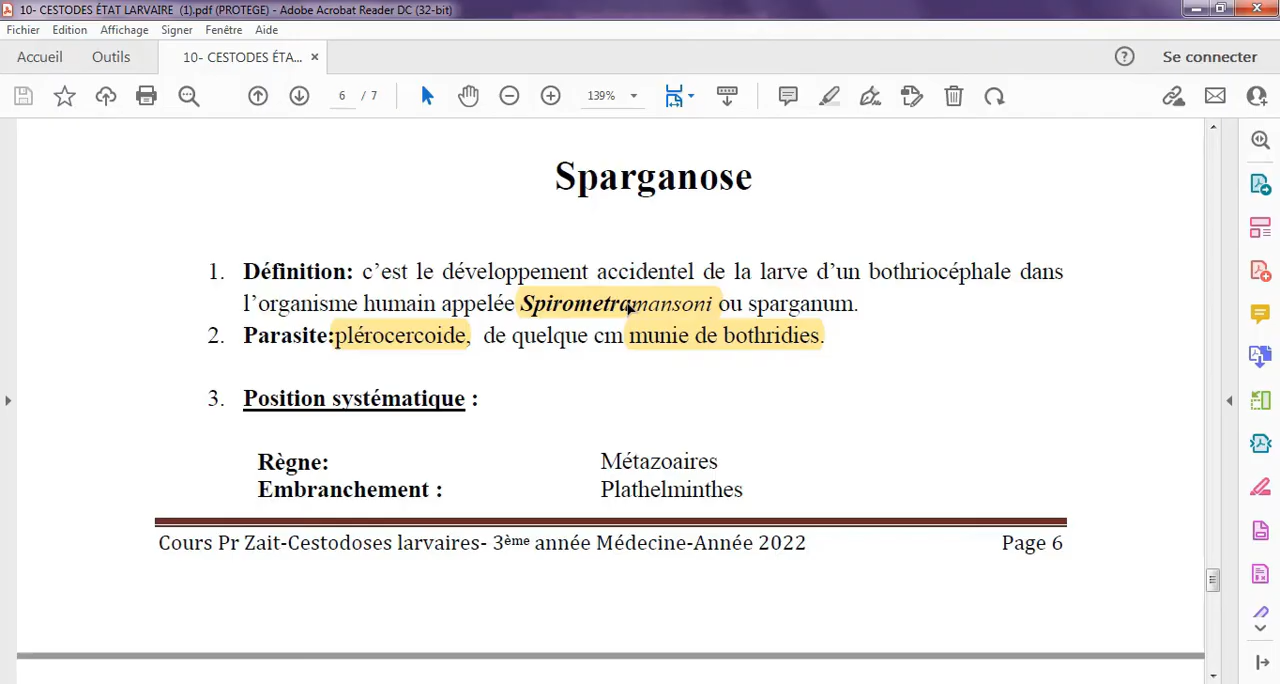 10- CESTODES ÉTAT LARVAIRE  (1).pdf (PROTEGE) - Adobe Acrobat Reader DC (32-bit)
Fichier Edition Affichage Signer Fenêtre Aide
Accueil Outils 10- CESTODES ÉTA... × ? Se connecter
6 / 7 139%
Sparganose
1. Définition: c’est le développement accidentel de la larve d’un bothriocéphale dans
l’organisme humain appelée Spirometramansoni ou sparganum.
2. Parasite:plérocercoide,  de quelque cm munie de bothridies.
3. Position systématique :
Règne: Métazoaires
Embranchement : Plathelminthes
Cours Pr Zait-Cestodoses larvaires- 3ème année Médecine-Année 2022 Page 6